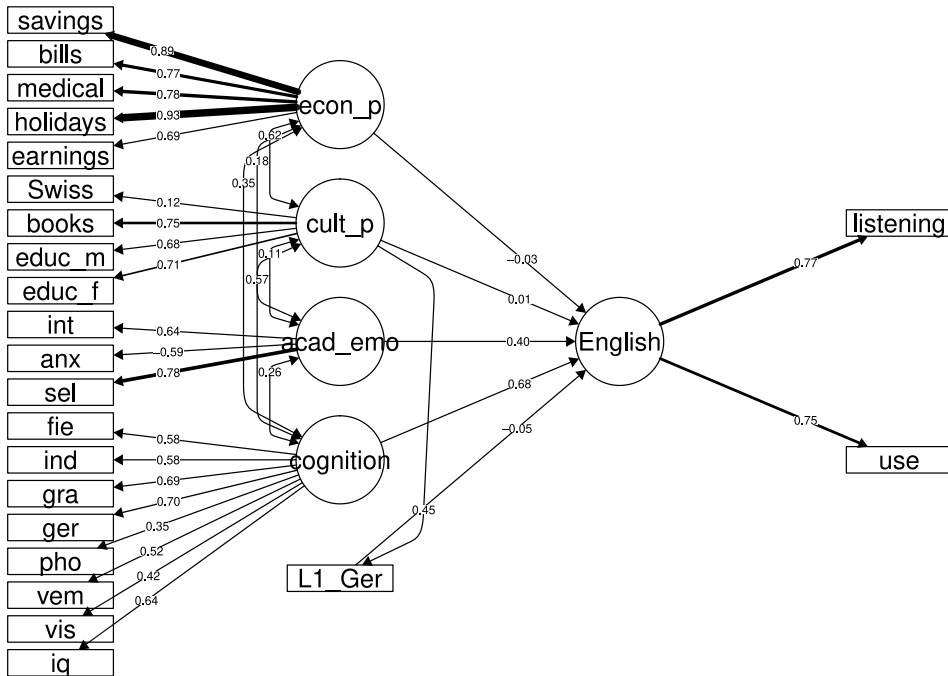 savings
bills
medical
holidays
earnings
Swiss
books
educ_m
educ_f
int
anx
sel
fie
ind
gra
ger
pho
vem
vis
iq
0.89
0.77
0.78
0.93
0.69
0.12
0.75
0.68
0.71
0.64
−0.59
0.78
0.58
0.58
0.69
0.70
0.35
0.52
0.42
0.64
econ_p
cult_p
acad_emo
cognition
0.62
0.18
0.35
0.11
0.57
0.26
L1_Ger
−0.03
0.01
0.40
0.68
−0.05
0.45
English
0.77
0.75
listening
use